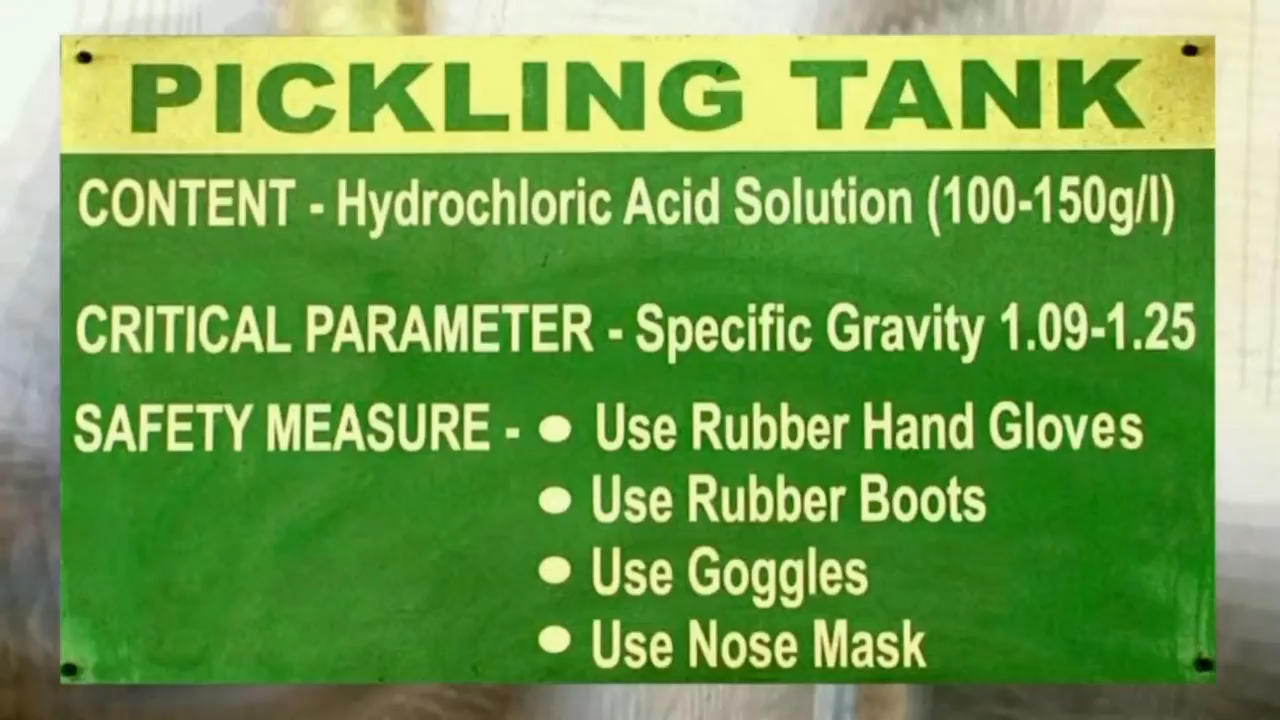 PICKLING TANK
CONTENT - Hydrochloric Acid Solution (100-150g/l)
CRITICAL PARAMETER - Specific Gravity 1.09-1.25
SAFETY MEASURE - ● Use Rubber Hand Gloves
● Use Rubber Boots
● Use Goggles
● Use Nose Mask